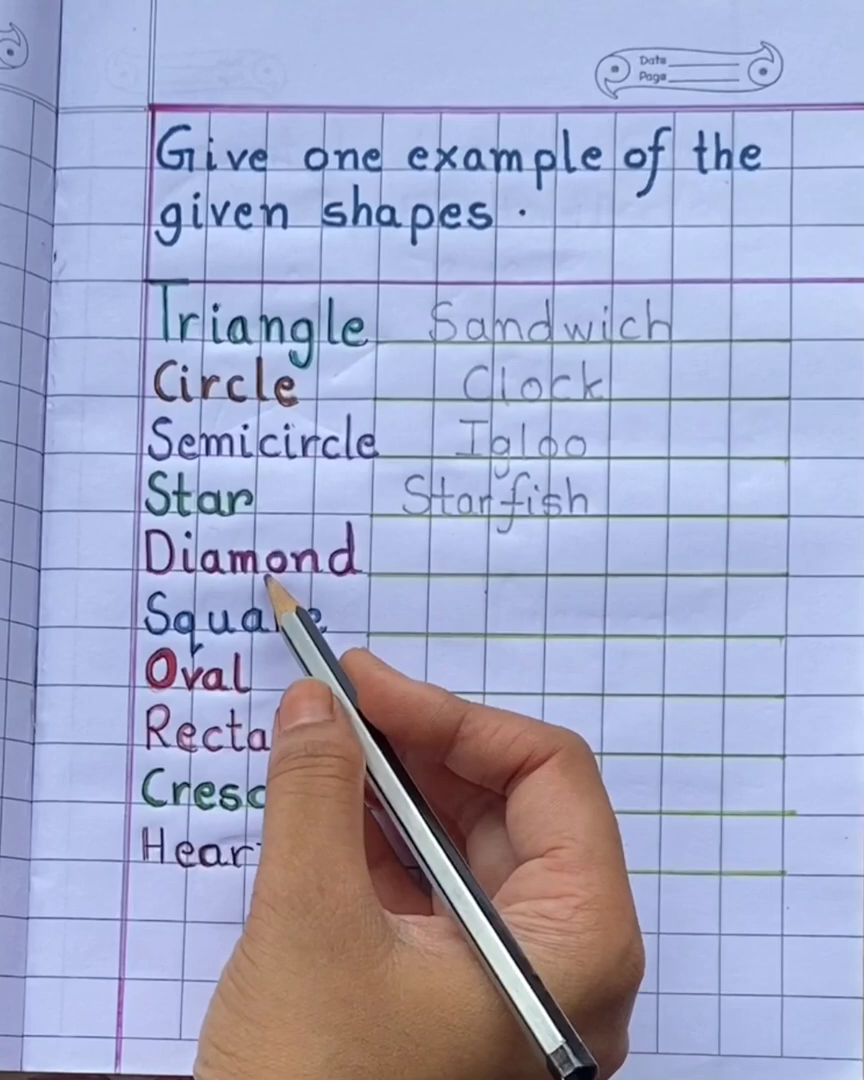 Date
Page
Give one example of the
given shapes.
Triangle Sandwich
Circle Clock
Semicircle Igloo
Star Starfish
Diamond
Oval